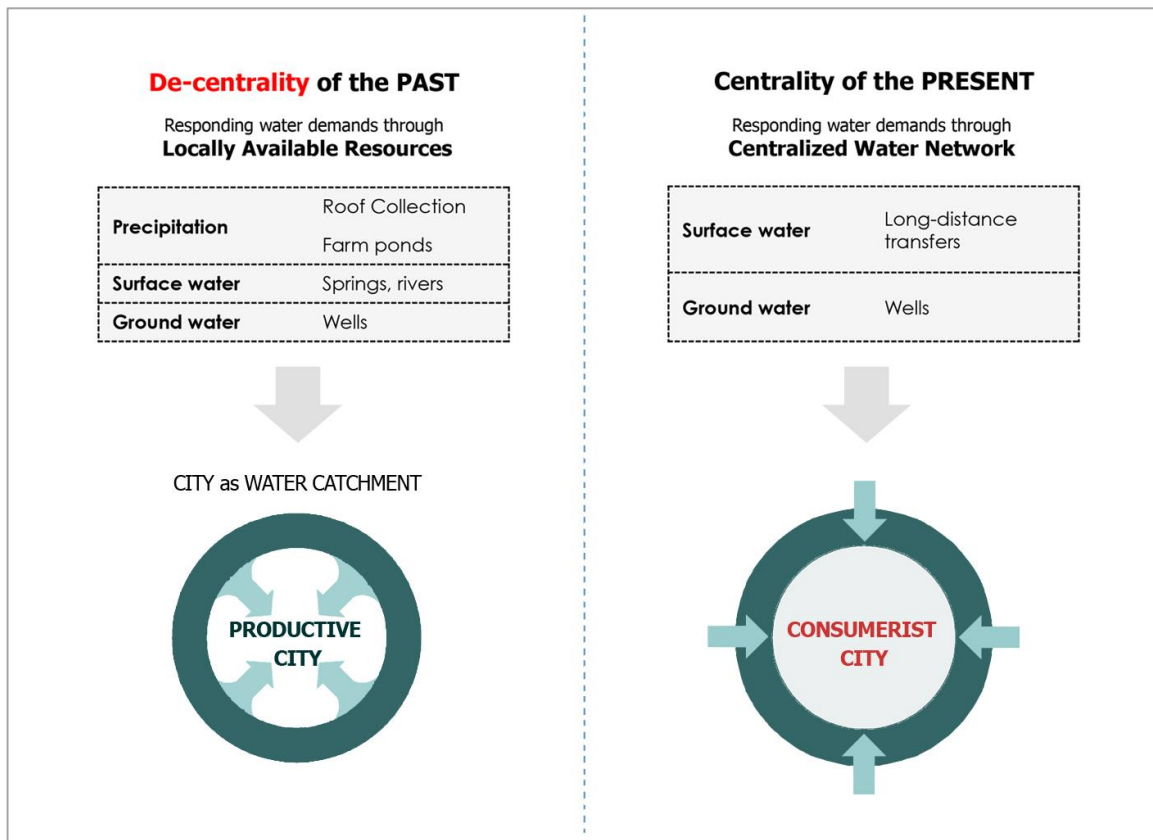 De-centrality of the PAST
Responding water demands through
Locally Available Resources
Precipitation
Roof Collection
Farm ponds
Surface water Springs, rivers
Ground water Wells
CITY as WATER CATCHMENT
PRODUCTIVE
CITY
Centrality of the PRESENT
Responding water demands through
Centralized Water Network
Surface water
Long-distance
transfers
Ground water Wells
CONSUMERIST
CITY